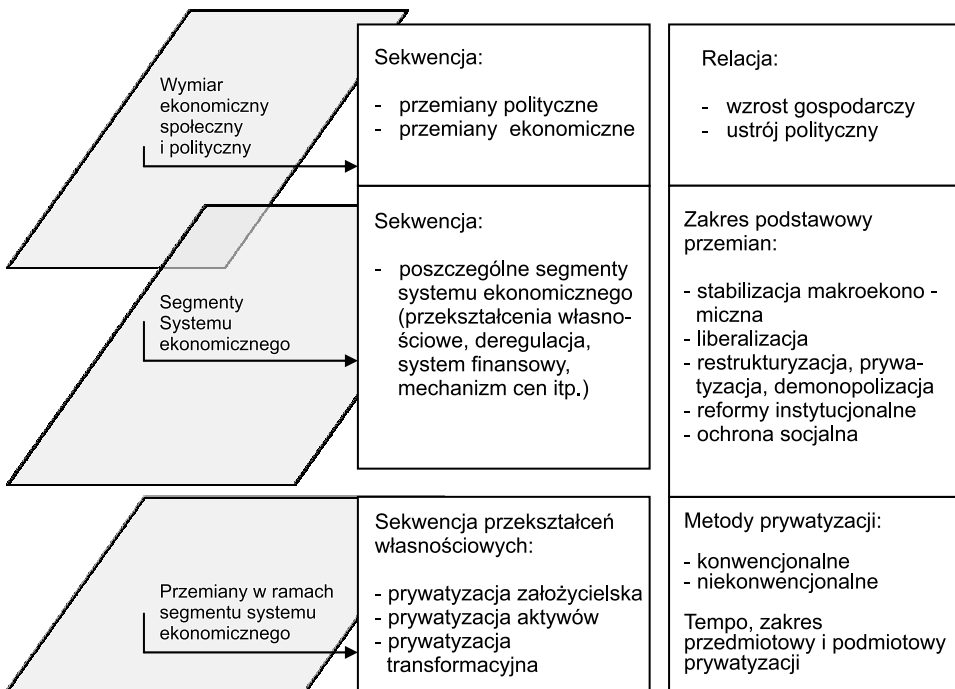 Wymiar
ekonomiczny
społeczny
i polityczny
Sekwencja:
- przemiany polityczne
- przemiany ekonomiczne
Relacja:
- wzrost gospodarczy
- ustrój polityczny
Segmenty
Systemu
ekonomicznego
Sekwencja:
- poszczególne segmenty
systemu ekonomicznego
(przekształcenia własno-
ściowe, deregulacja,
system finansowy,
mechanizm cen itp.)
Zakres podstawowy
przemian:
- stabilizacja makroekono -
miczna
- liberalizacja
- restrukturyzacja, prywa-
tyzacja, demonopolizacja
- reformy instytucjonalne
- ochrona socjalna
Przemiany w ramach
segmentu systemu
ekonomicznego
Sekwencja przekształceń
własnościowych:
- prywatyzacja założycielska
- prywatyzacja aktywów
- prywatyzacja
transformacyjna
Metody prywatyzacji:
- konwencjonalne
- niekonwencjonalne
Tempo, zakres
przedmiotowy i podmiotowy
prywatyzacji